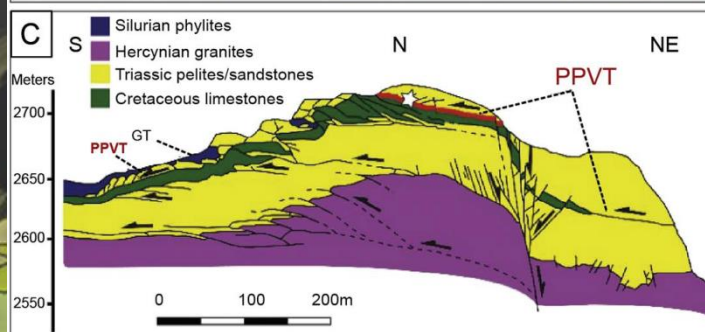 C
S
N
NE
Silurian phylites
Hercynian granites
Triassic pelites/sandstones
Cretaceous limestones
PPVT
Meters
2700
GT
PPVT
2650
2600
2550
0 100 200m